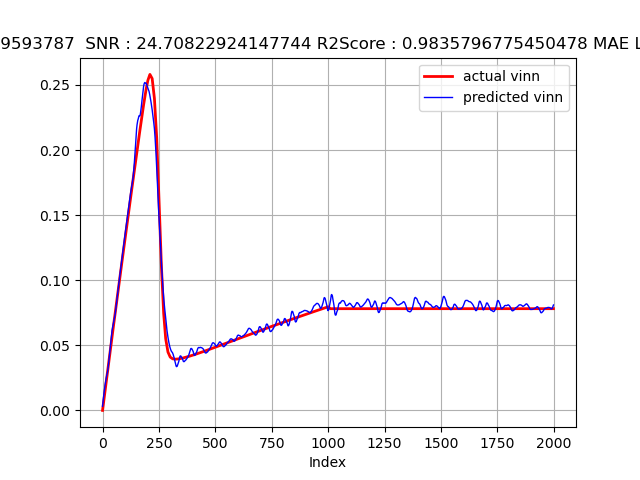 9593787 SNR : 24.70822924147744 R2Score : 0.9835796775450478 MAE L
actual vinn
predicted vinn
0.25
0.20
0.15
0.10
0.05
0.00
0 250 500 750 1000 1250 1500 1750 2000
Index